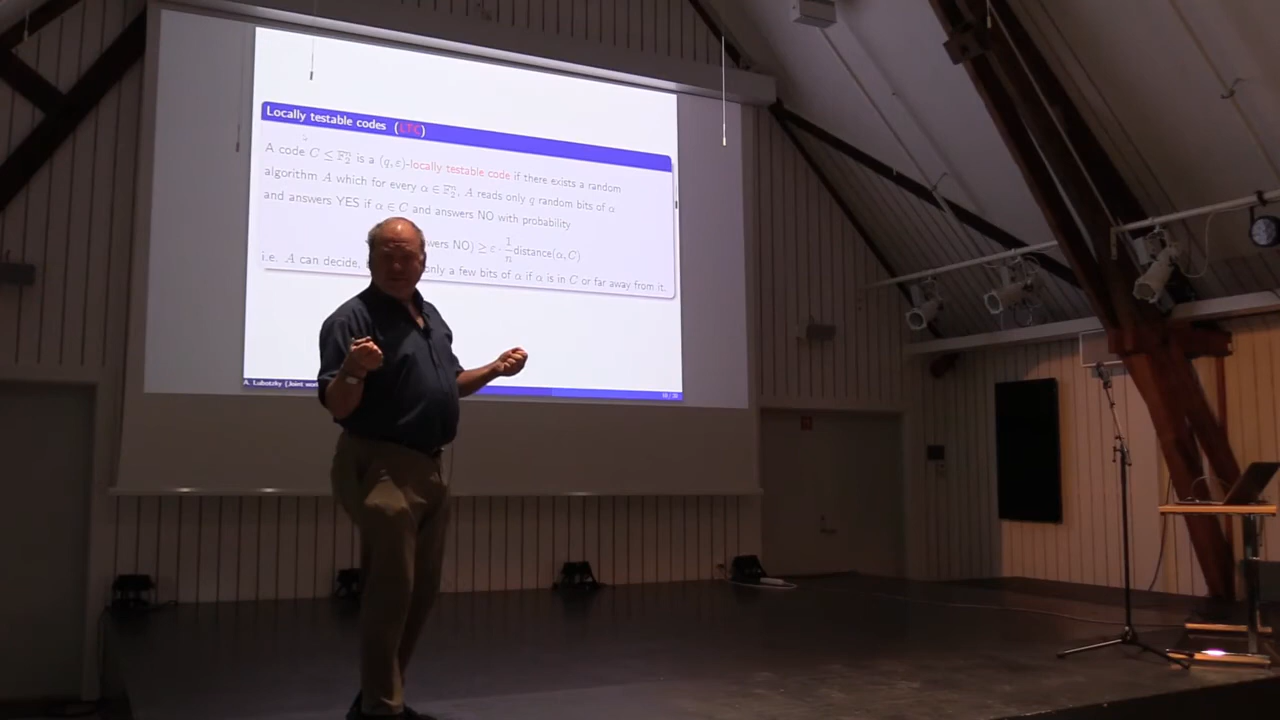 Locally testable codes (LTC)
A code C ≤ 𝔽₂ⁿ is a (q, ε)-locally testable code if there exists a random
algorithm A which for every α ∈ 𝔽₂ⁿ, A reads only q random bits of α
and answers YES if α ∈ C and answers NO with probability
wers NO) ≥ ε · 1/n distance(α, C)
i.e. A can decide, only a few bits of α if α is in C or far away from it.
A. Lubotzky (Joint wor